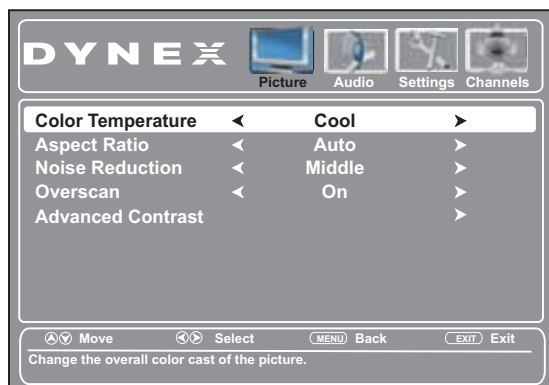 DYNEX
Picture Audio Settings Channels
Color Temperature Cool
Aspect Ratio Auto
Noise Reduction Middle
Overscan On
Advanced Contrast
Move Select MENU Back EXIT Exit
Change the overall color cast of the picture.